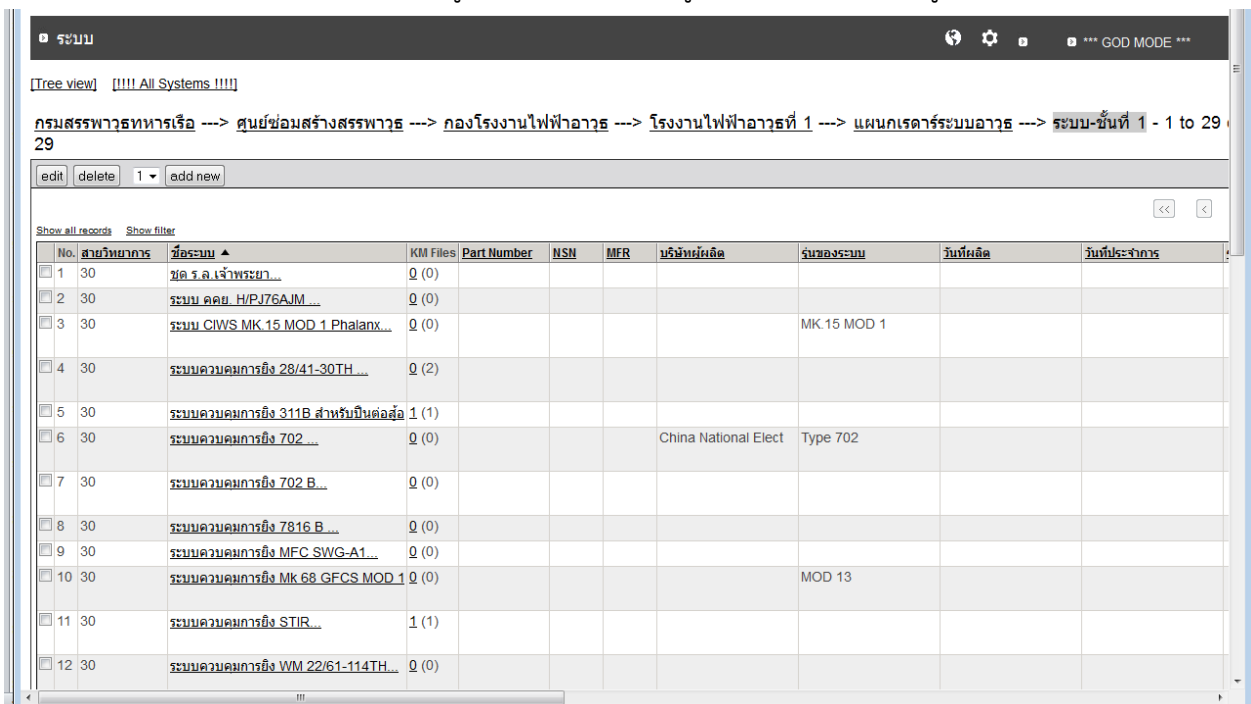 ระบบ *** GOD MODE ***
[Tree view] [!!!! All Systems !!!!]
กรมสรรพาวุธทหารเรือ ---> ศูนย์ซ่อมสร้างสรรพาวุธ ---> กองโรงงานไฟฟ้าอาวุธ ---> โรงงานไฟฟ้าอาวุธที่ 1 ---> แผนกเรดาร์ระบบอาวุธ ---> ระบบ-ชั้นที่ 1 - 1 to 29
29
edit delete 1 add new
<< <
Show all records Show filter
No. สายวิทยาการ ชื่อระบบ ▲ KM Files Part Number NSN MFR บริษัทผู้ผลิต รุ่นของระบบ วันที่ผลิต วันที่ประจำการ
1 30 ชุด ร.ล.เจ้าพระยา... 0 (0)
2 30 ระบบ คคย. H/PJ76AJM ... 0 (0)
3 30 ระบบ CIWS MK.15 MOD 1 Phalanx... 0 (0) MK.15 MOD 1
4 30 ระบบควบคุมการยิง 28/41-30TH ... 0 (2)
5 30 ระบบควบคุมการยิง 311B สำหรับปืนต่อสู้อ 1 (1)
6 30 ระบบควบคุมการยิง 702 ... 0 (0) China National Elect Type 702
7 30 ระบบควบคุมการยิง 702 B... 0 (0)
8 30 ระบบควบคุมการยิง 7816 B ... 0 (0)
9 30 ระบบควบคุมการยิง MFC SWG-A1... 0 (0)
10 30 ระบบควบคุมการยิง Mk 68 GFCS MOD 1 0 (0) MOD 13
11 30 ระบบควบคุมการยิง STIR... 1 (1)
12 30 ระบบควบคุมการยิง WM 22/61-114TH... 0 (0)